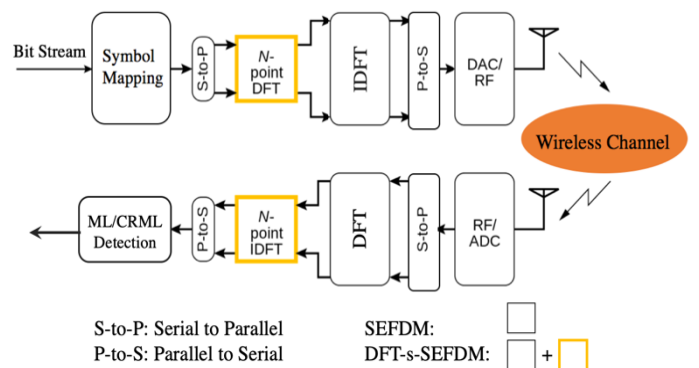 Bit Stream
Symbol
Mapping
S-to-P
N-
point
DFT
IDFT
P-to-S
DAC/
RF
Wireless Channel
ML/CRML
Detection
P-to-S
N-
point
IDFT
DFT
S-to-P
RF/
ADC
S-to-P: Serial to Parallel
SEFDM:
P-to-S: Parallel to Serial
DFT-s-SEFDM: +